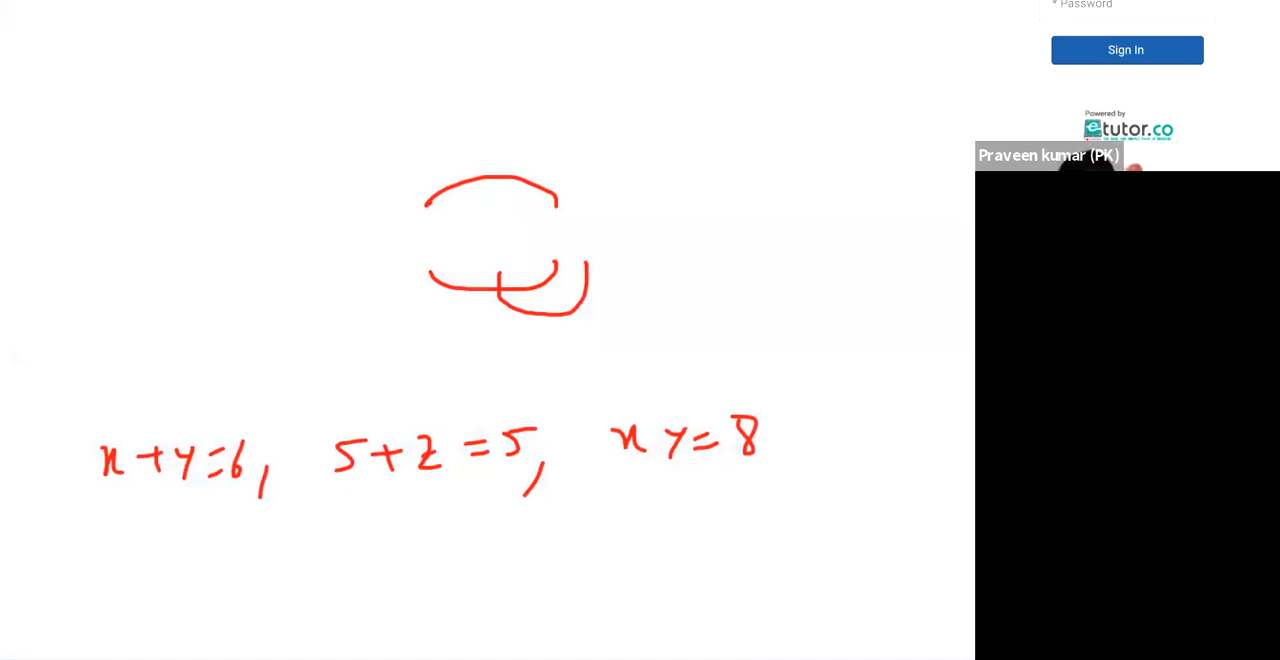 * Password
Sign In
Powered by
etutor.co
Praveen kumar (PK)
x+y=6, 5+z=5, xy=8